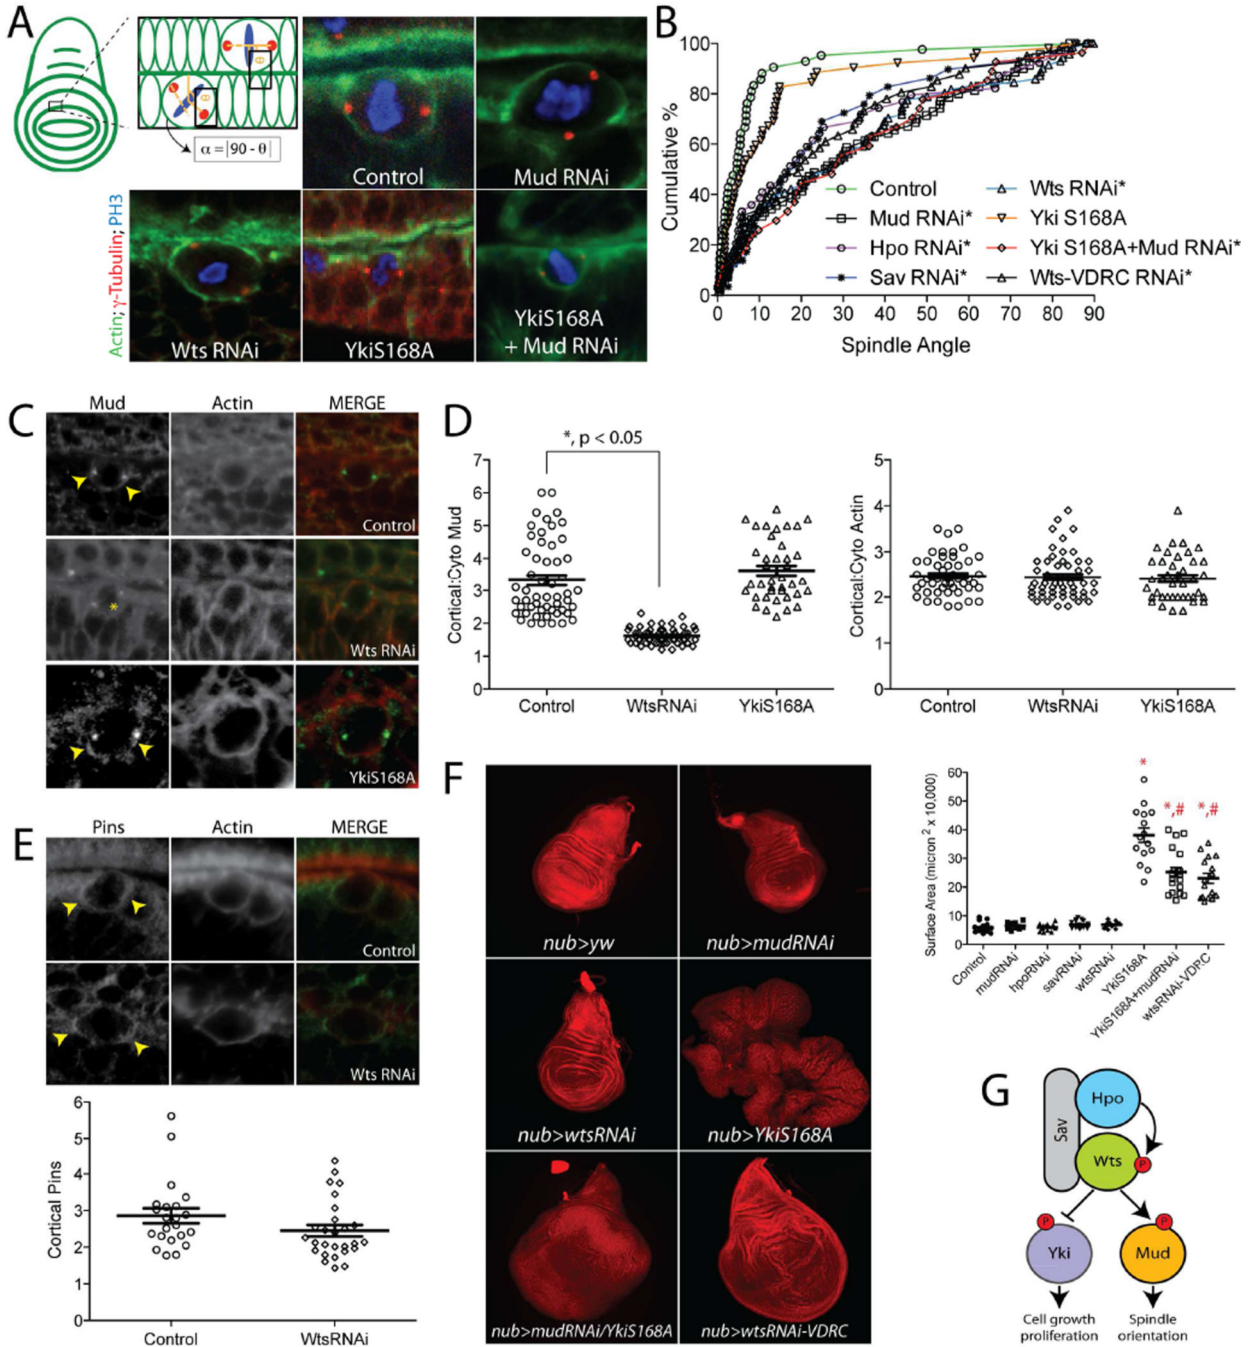 A
α = |90 - θ|
θ
θ
Control
Mud RNAi
Actin; γ-Tubulin; PH3
Wts RNAi
YkiS168A
YkiS168A
+ Mud RNAi
B
Cumulative %
100
80
60
40
20
0
0 10 20 30 40 50 60 70 80 90
Spindle Angle
Control
Mud RNAi*
Hpo RNAi*
Sav RNAi*
Wts RNAi*
Yki S168A
Yki S168A+Mud RNAi*
Wts-VDRC RNAi*
C
Mud Actin MERGE
Control
*
Wts RNAi
YkiS168A
D
*, p < 0.05
Cortical:Cyto Mud
7
6
5
4
3
2
1
0
Control WtsRNAi YkiS168A
Cortical:Cyto Actin
5
4
3
2
1
0
Control WtsRNAi YkiS168A
E
Pins Actin MERGE
Control
Wts RNAi
Cortical Pins
6
5
4
3
2
1
0
Control WtsRNAi
F
nub>yw
nub>mudRNAi
nub>wtsRNAi
nub>YkiS168A
nub>mudRNAi/YkiS168A
nub>wtsRNAi-VDRC
Surface Area (micron² x 10,000)
60
50
40
30
20
10
0
*
*,#
*,#
Control
mudRNAi
hpoRNAi
savRNAi
wtsRNAi
YkiS168A
YkiS168A+mudRNAi
wtsRNAi-VDRC
G
Sav
Hpo
Wts
P
P
P
Yki
Mud
Cell growth
proliferation
Spindle
orientation